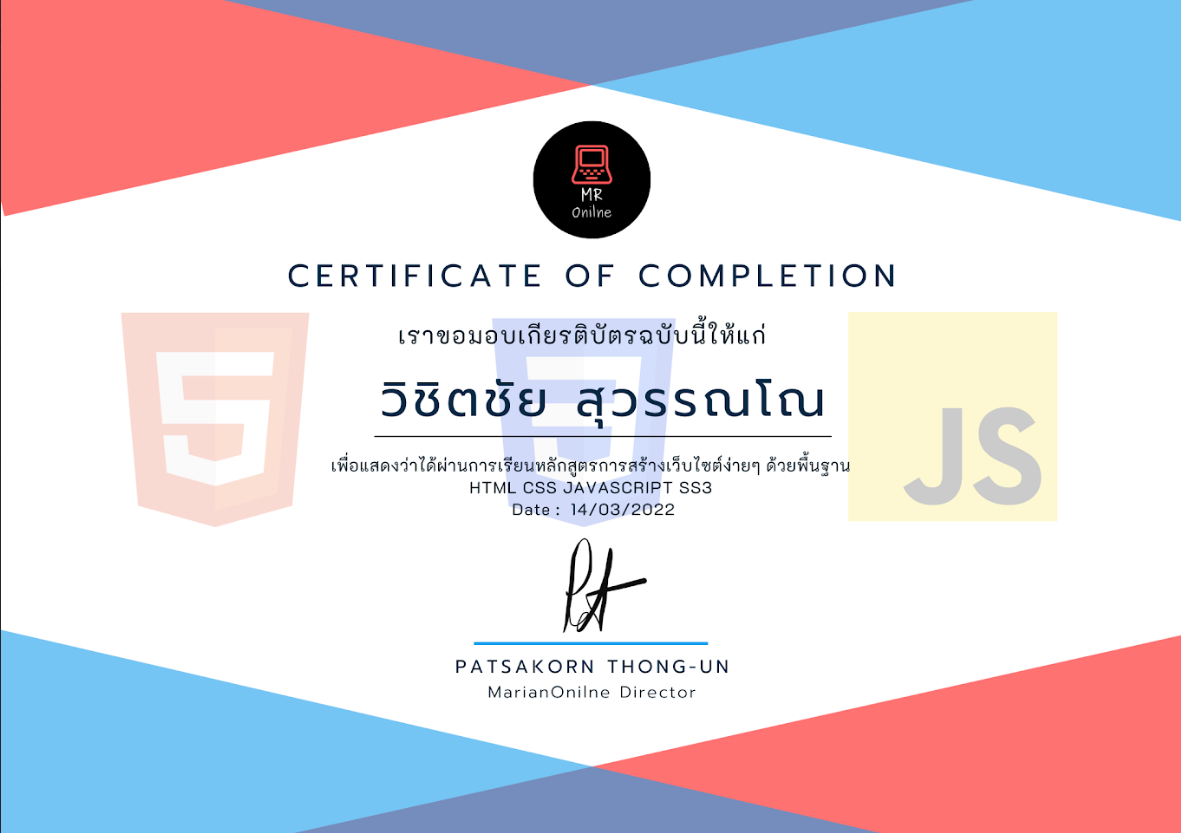 MR
Onilne
CERTIFICATE OF COMPLETION
เราขอมอบเกียรติบัตรฉบับนี้ให้แก่
วิชิตชัย สุวรรณโณ
เพื่อแสดงว่าได้ผ่านการเรียนหลักสูตรการสร้างเว็บไซต์ง่ายๆ ด้วยพื้นฐาน
HTML CSS JAVASCRIPT SS3
Date : 14/03/2022
5
3
JS
Pat
PATSAKORN THONG-UN
MarianOnilne Director